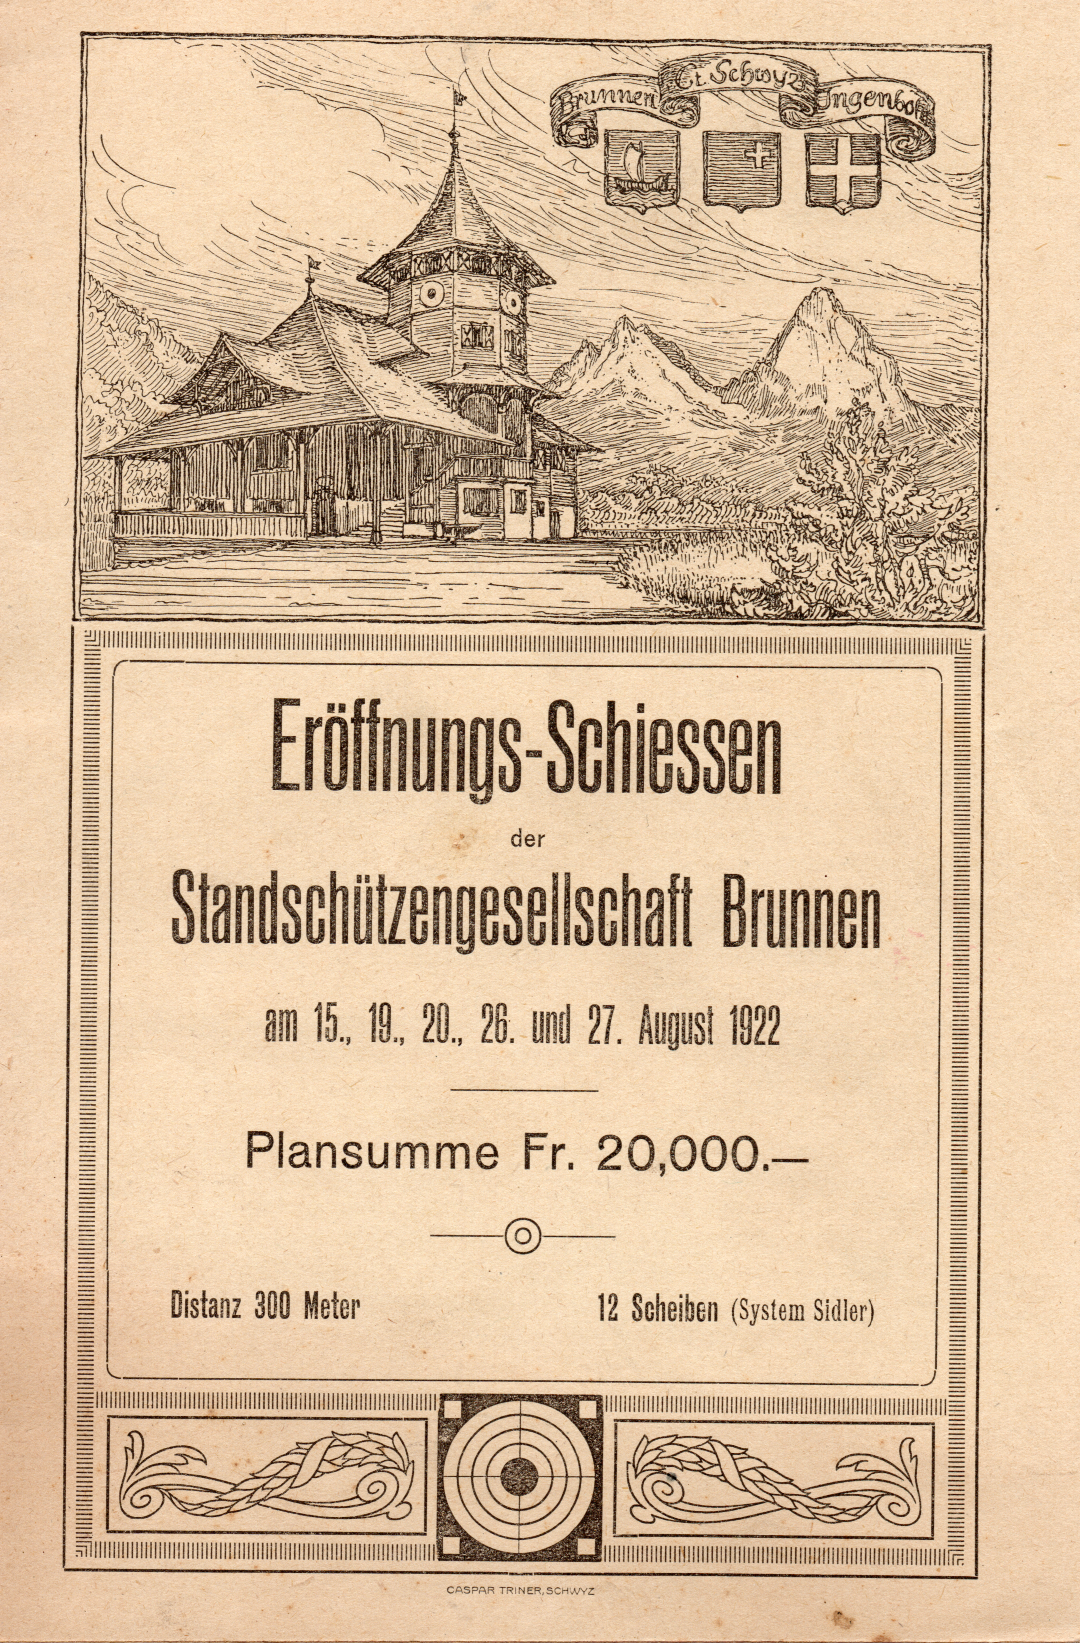 Brunnen
Ct. Schwyz
Ingenbohl
Eröffnungs-Schiessen
der
Standschützengesellschaft Brunnen
am 15., 19., 20., 26. und 27. August 1922
Plansumme Fr. 20,000.—
Distanz 300 Meter
12 Scheiben (System Sidler)
CASPAR TRINER, SCHWYZ